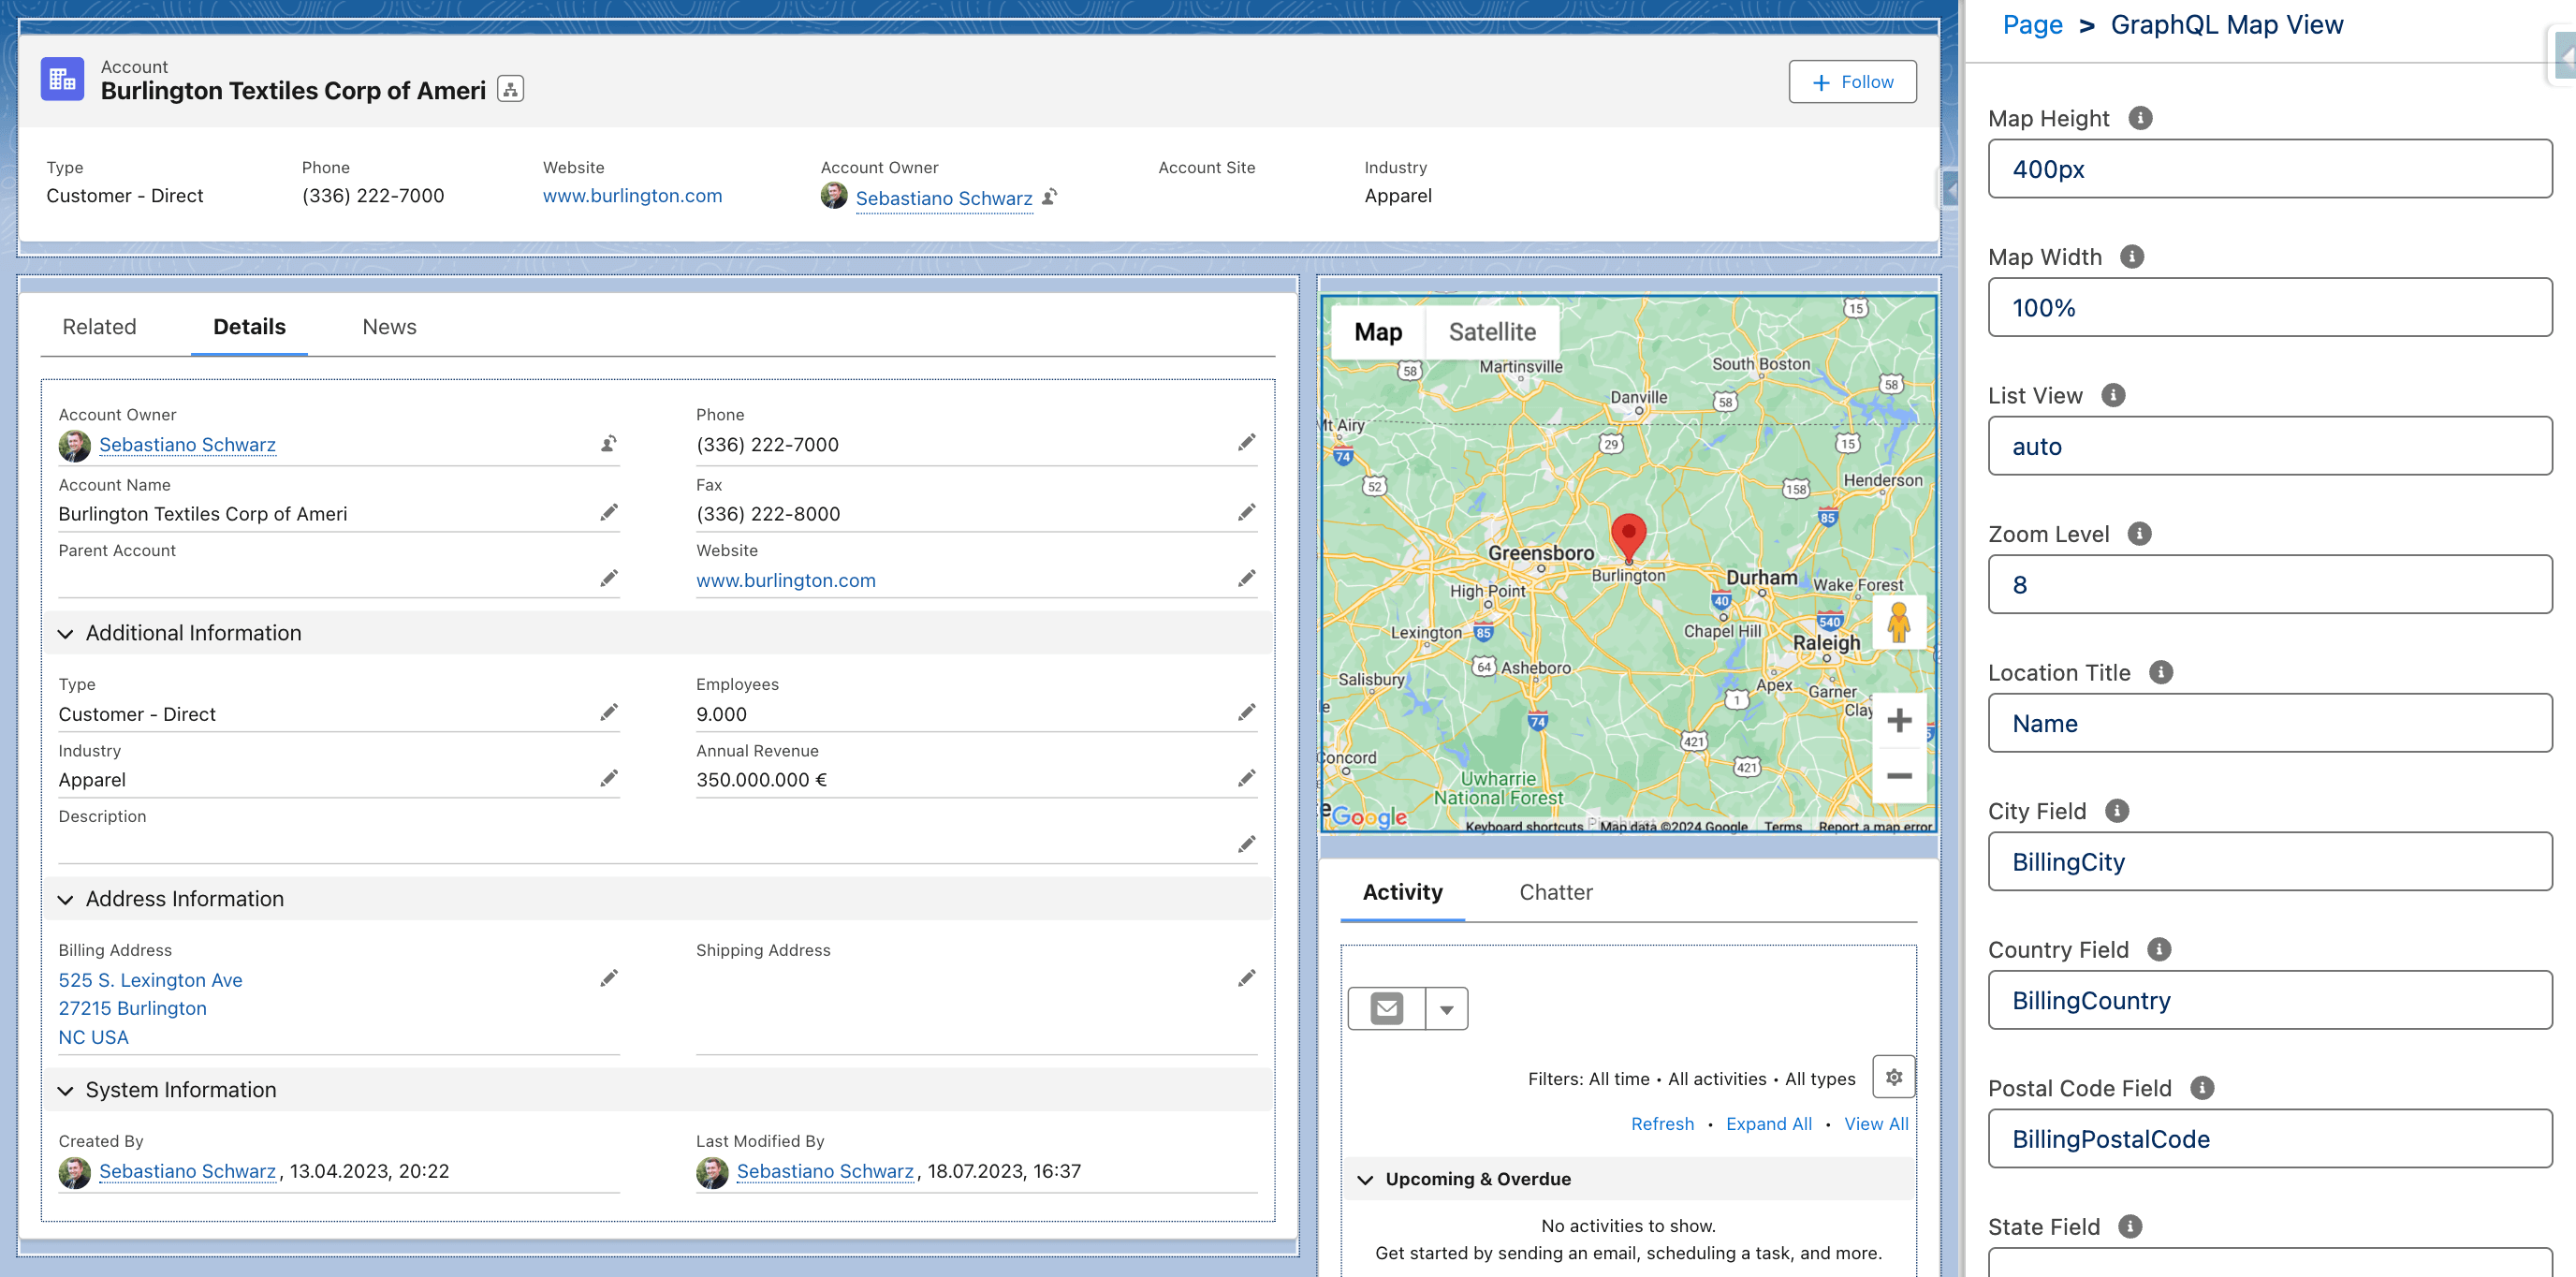 Account
Burlington Textiles Corp of Ameri
Follow
Type
Customer - Direct
Phone
(336) 222-7000
Website
www.burlington.com
Account Owner
Sebastiano Schwarz
Account Site
Industry
Apparel
Related
Details
News
Account Owner
Sebastiano Schwarz
Phone
(336) 222-7000
Account Name
Burlington Textiles Corp of Ameri
Fax
(336) 222-8000
Parent Account
Website
www.burlington.com
Additional Information
Type
Customer - Direct
Employees
9.000
Industry
Apparel
Annual Revenue
350.000.000 €
Description
Address Information
Billing Address
525 S. Lexington Ave
27215 Burlington
NC USA
Shipping Address
System Information
Created By
Sebastiano Schwarz, 13.04.2023, 20:22
Last Modified By
Sebastiano Schwarz, 18.07.2023, 16:37
Map
Satellite
15
58
Martinsville
South Boston
58
Danville
58
Mt Airy
29
15
74
52
158
Henderson
85
Greensboro
Burlington
Durham
Wake Forest
High Point
40
540
Lexington
85
Chapel Hill
Raleigh
64
Asheboro
Salisbury
Apex
Garner
1
Clay
74
421
Concord
421
Uwharrie
National Forest
Google
Keyboard shortcuts
Map data ©2024 Google
Terms
Report a map error
Activity
Chatter
Filters: All time • All activities • All types
Refresh • Expand All • View All
Upcoming & Overdue
No activities to show.
Get started by sending an email, scheduling a task, and more.
Page > GraphQL Map View
Map Height
400px
Map Width
100%
List View
auto
Zoom Level
8
Location Title
Name
City Field
BillingCity
Country Field
BillingCountry
Postal Code Field
BillingPostalCode
State Field